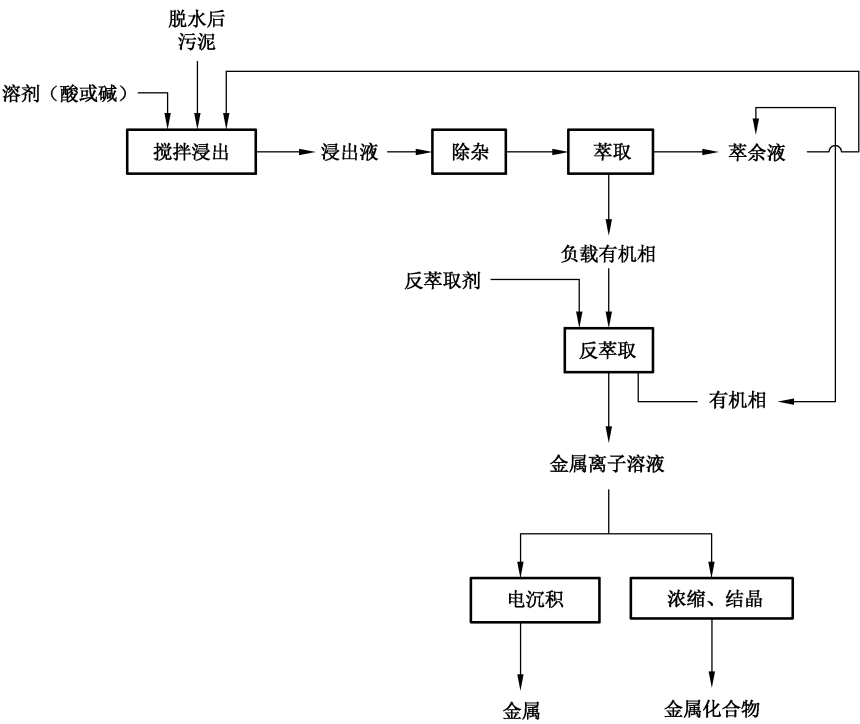 脱水后
污泥
溶剂（酸或碱）
搅拌浸出
浸出液
除杂
萃取
萃余液
负载有机相
反萃取剂
反萃取
有机相
金属离子溶液
电沉积
浓缩、结晶
金属
金属化合物